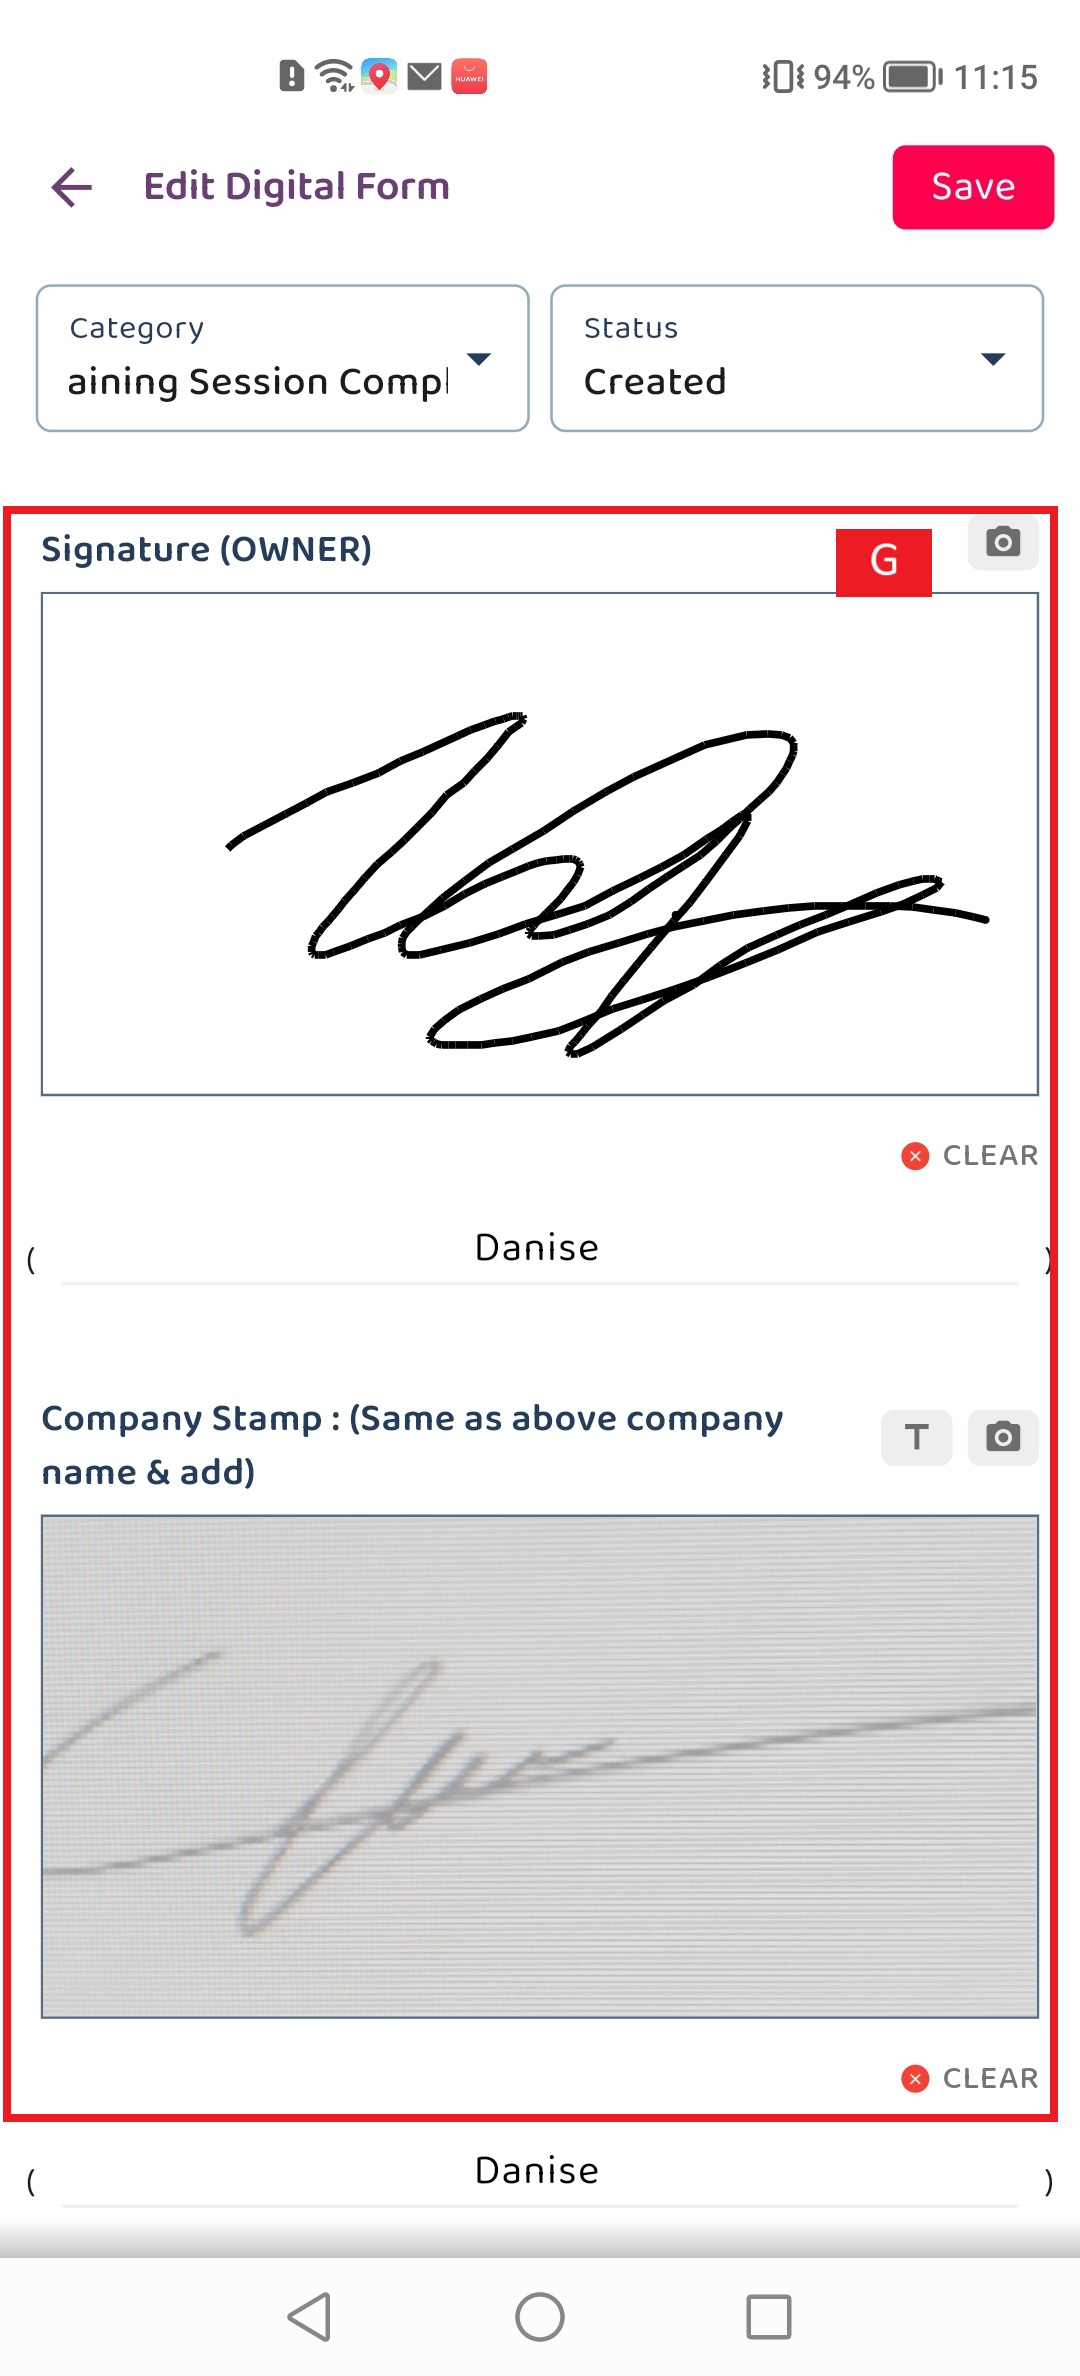 94% 11:15
Edit Digital Form
Save
Category
Status
aining Session Compl
Created
Signature (OWNER)
G
CLEAR
( Danise )
Company Stamp : (Same as above company
name & add)
T
CLEAR
( Danise )